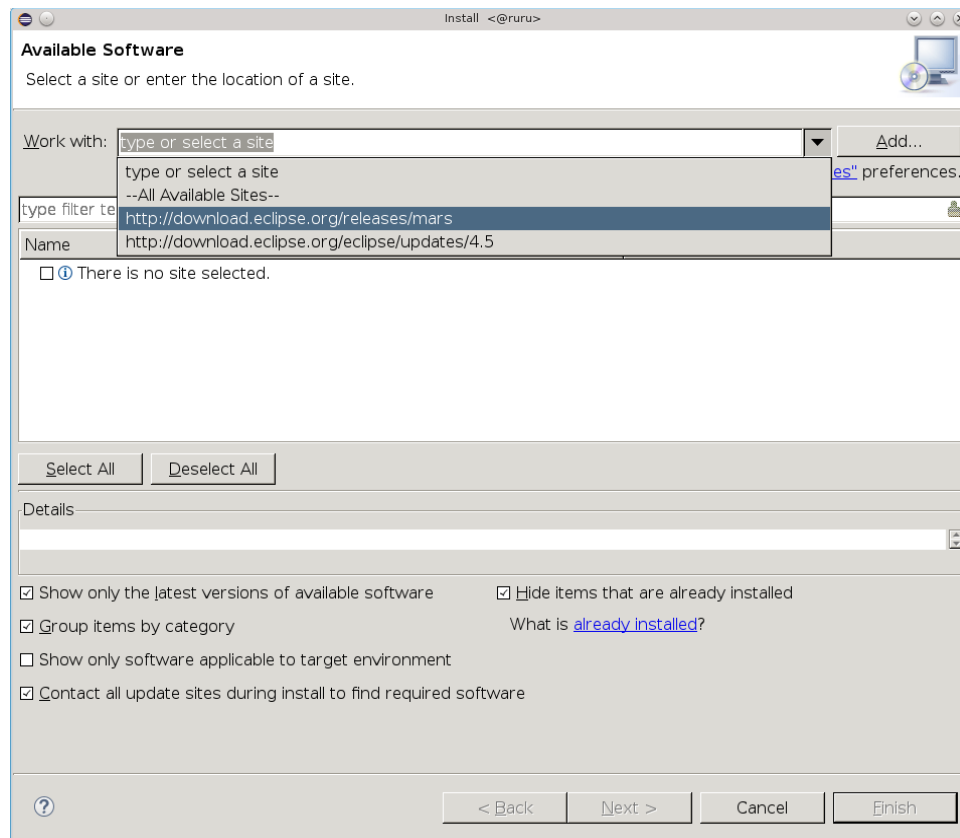 Install <@ruru>
Available Software
Select a site or enter the location of a site.
Work with: type or select a site Add...
type or select a site
es" preferences.
--All Available Sites--
type filter te
http://download.eclipse.org/releases/mars
http://download.eclipse.org/eclipse/updates/4.5
Name
There is no site selected.
Select All Deselect All
Details
Show only the latest versions of available software Hide items that are already installed
Group items by category What is already installed?
Show only software applicable to target environment
Contact all update sites during install to find required software
? < Back Next > Cancel Finish